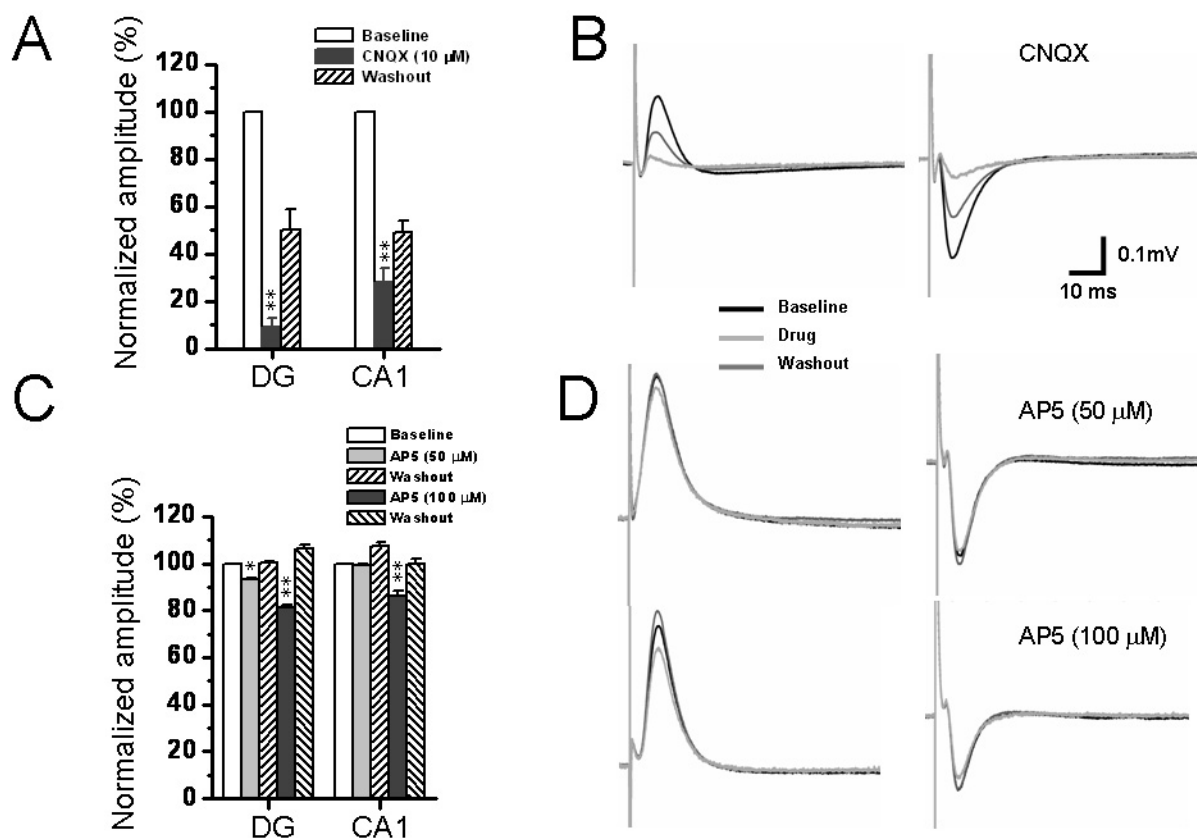 A
Normalized amplitude (%)
120
100
80
60
40
20
0
Baseline
CNQX (10 μM)
Washout
**
**
DG
CA1
B
CNQX
0.1mV
10 ms
Baseline
Drug
Washout
C
Normalized amplitude (%)
120
100
80
60
40
20
0
Baseline
AP5 (50 μM)
Washout
AP5 (100 μM)
Washout
*
**
**
DG
CA1
D
AP5 (50 μM)
AP5 (100 μM)